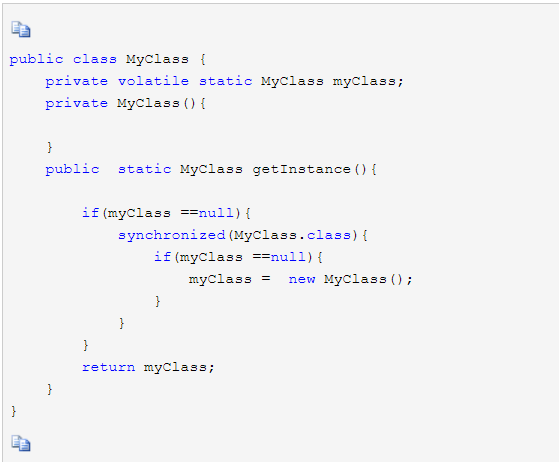 public class MyClass {
    private volatile static MyClass myClass;
    private MyClass(){

    }
    public  static MyClass getInstance(){

        if(myClass ==null){
            synchronized(MyClass.class){
                if(myClass ==null){
                    myClass =  new MyClass();
                }
            }
        }
        return myClass;
    }
}